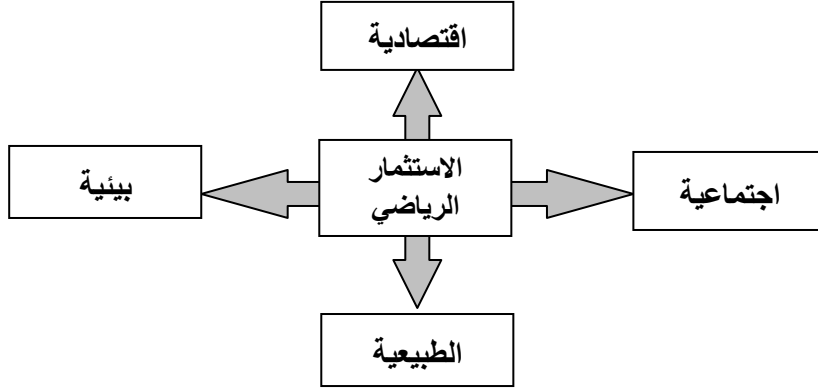 اقتصادية
الاستثمار
الرياضي
اجتماعية
بيئية
الطبيعية